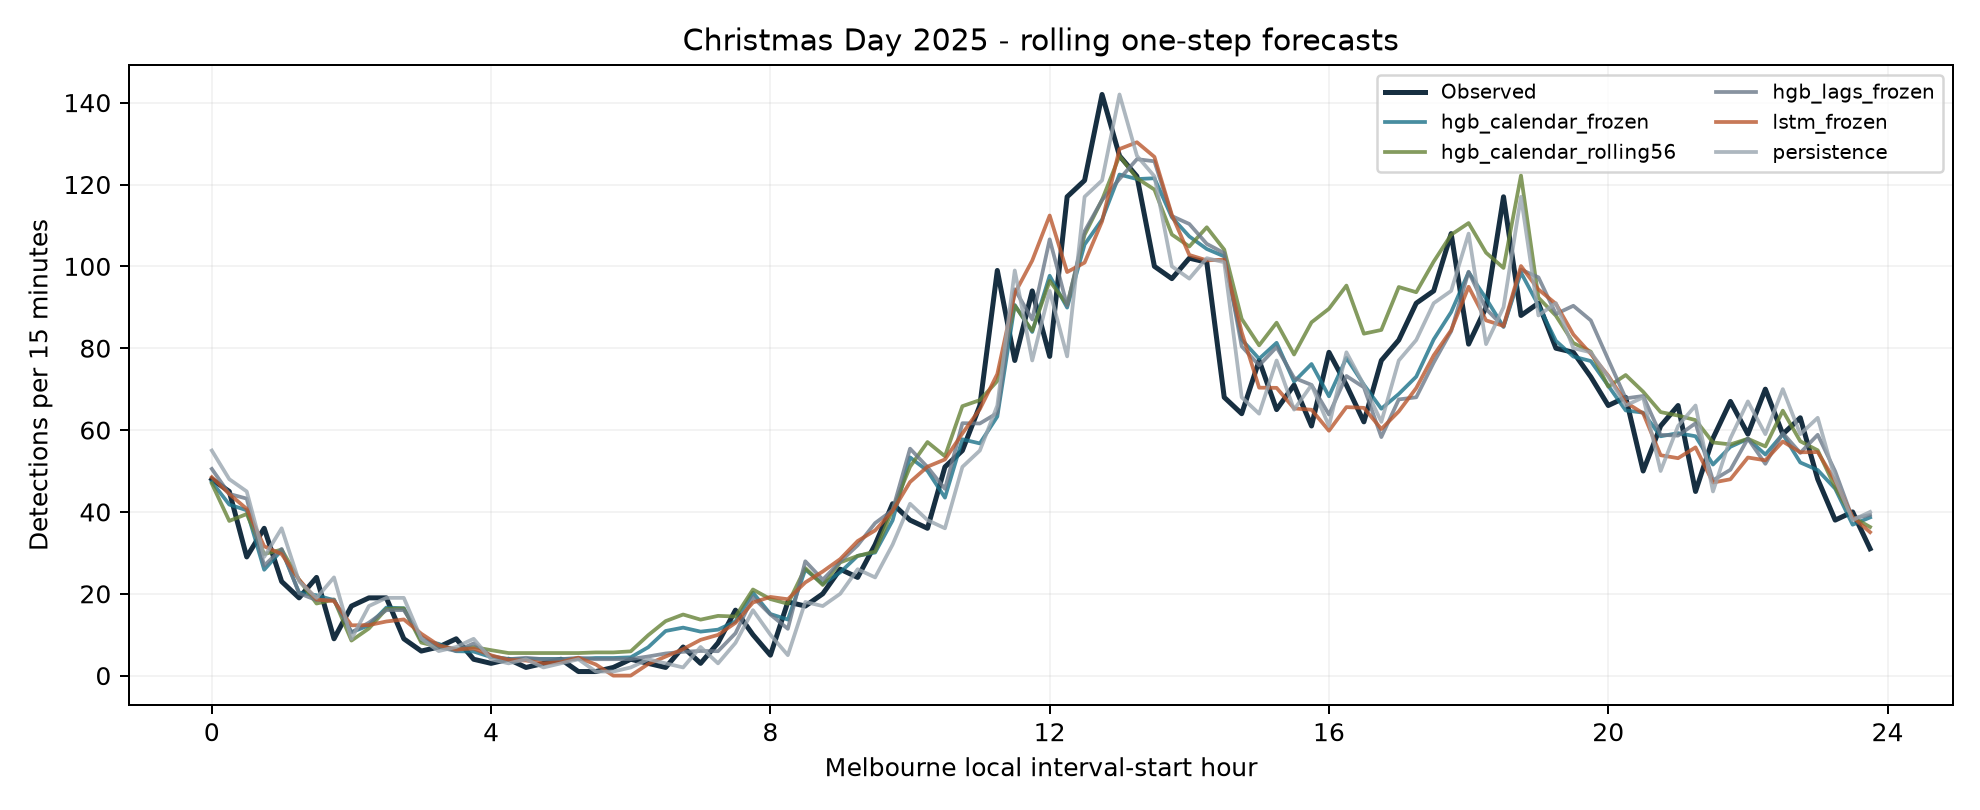 Christmas Day 2025 - rolling one-step forecasts
Observed
hgb_calendar_frozen
hgb_calendar_rolling56
hgb_lags_frozen
lstm_frozen
persistence
Detections per 15 minutes
140
120
100
80
60
40
20
0
0 4 8 12 16 20 24
Melbourne local interval-start hour